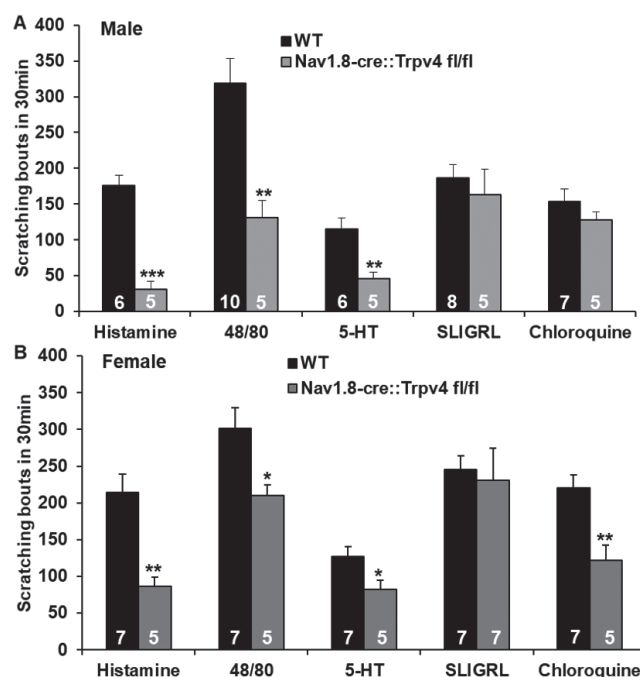 A
Male
WT
Nav1.8-cre::Trpv4 fl/fl
Scratching bouts in 30min
400
350
300
250
200
150
100
50
0
***
**
**
6 5 10 5 6 5 8 5 7 5
Histamine 48/80 5-HT SLIGRL Chloroquine
B
Female
WT
Nav1.8-cre::Trpv4 fl/fl
Scratching bouts in 30min
400
350
300
250
200
150
100
50
0
**
*
*
**
7 5 7 5 7 5 7 7 7 5
Histamine 48/80 5-HT SLIGRL Chloroquine